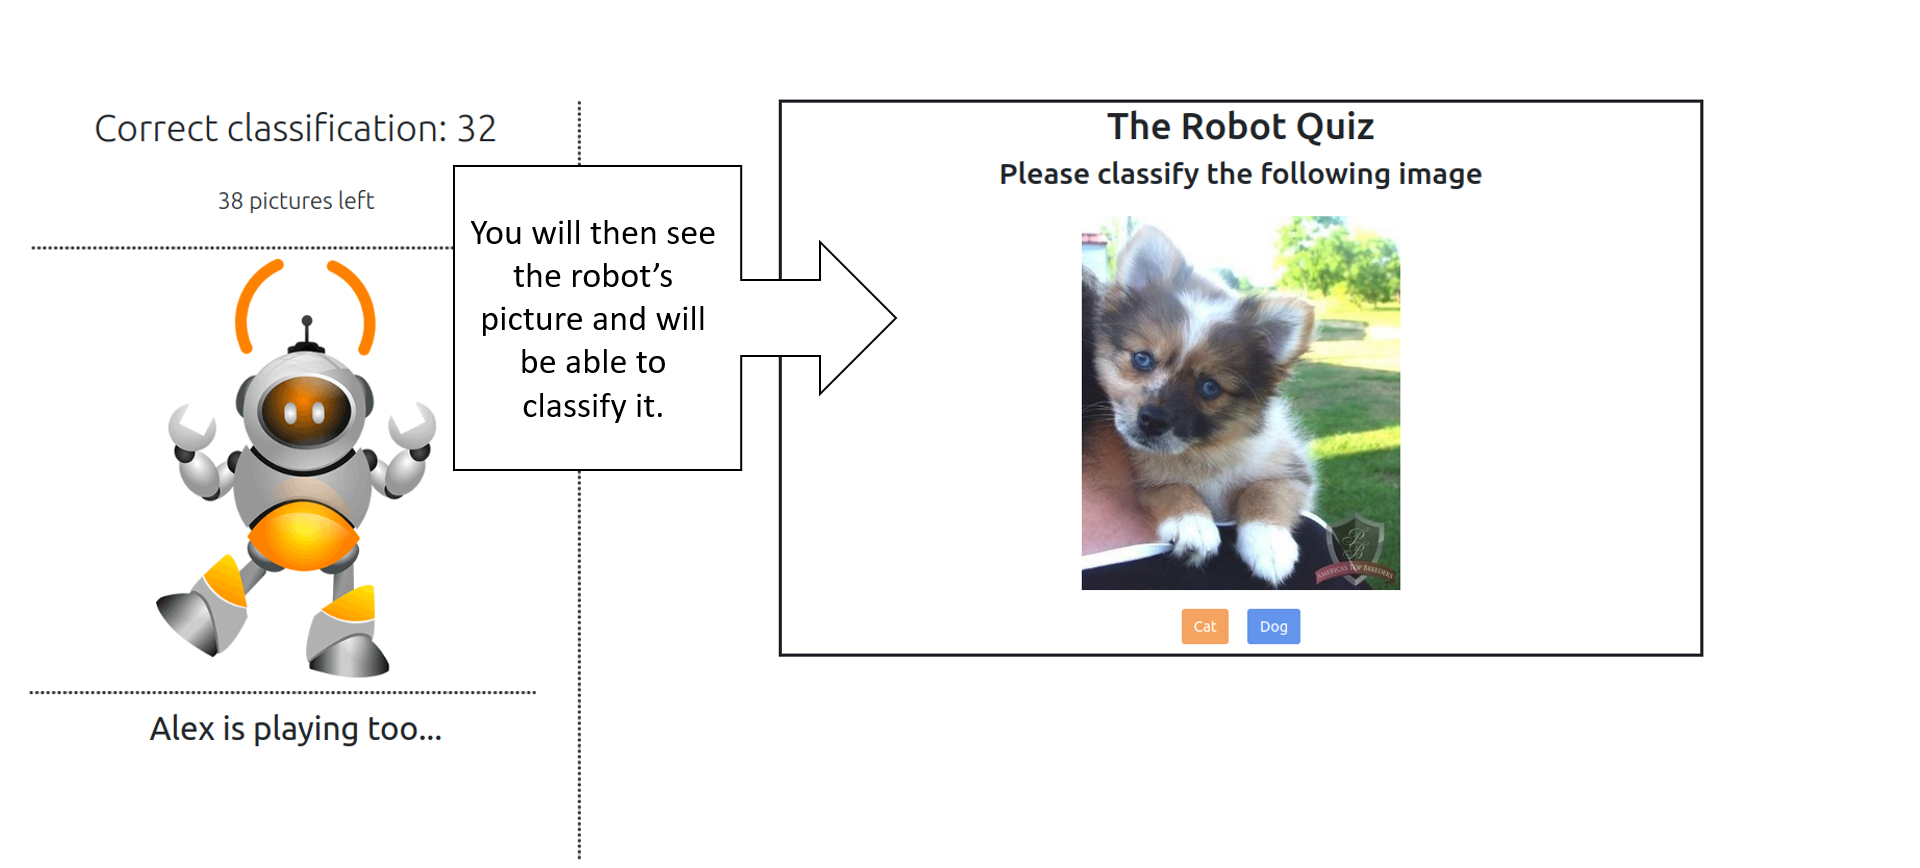 Correct classification: 32
38 pictures left
Alex is playing too...
You will then see
the robot’s
picture and will
be able to
classify it.
The Robot Quiz
Please classify the following image
P
B
AMERICA'S TOP BREEDERS
Cat
Dog